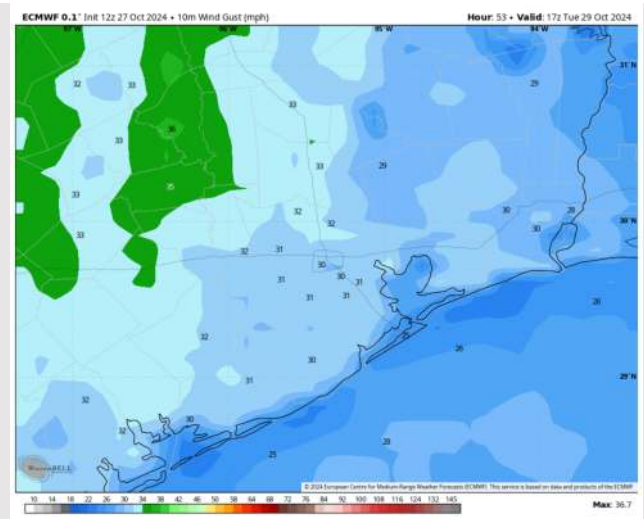 ECMWF 0.1° Init 12z 27 Oct 2024 • 10m Wind Gust (mph) Hour: 53 • Valid: 17z Tue 29 Oct 2024
97°W 96°W 95°W 94°W
31°N
32 33 29
33
33 36
33 29
35
33
32 30 28
32 30 30°N
33
32 31
30
31 30 31
31 31
28
32
26
30
29°N
31
32
30
32
28
25
WeatherBELL
© 2024 European Centre for Medium-Range Weather Forecasts (ECMWF). This service is based on data and products of the ECMWF.
10 14 18 22 26 30 34 38 42 46 50 58 64 68 72 76 84 92 100 108 116 124 132 145
Max: 36.7